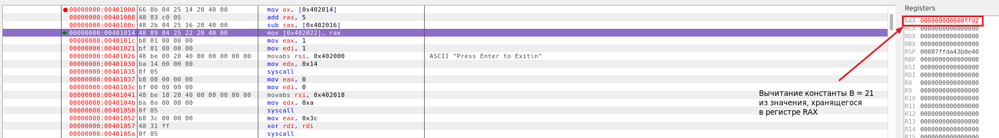 00000000:00401000 66 8b 04 25 14 20 40 00 mov ax, [0x402014]
00000000:00401008 48 83 c0 05 add rax, 5
00000000:0040100c 48 2b 04 25 16 20 40 00 sub rax, [0x402016]
00000000:00401014 48 89 04 25 22 20 40 00 mov [0x402022], rax
00000000:0040101c b8 01 00 00 00 mov eax, 1
00000000:00401021 bf 01 00 00 00 mov edi, 1
00000000:00401026 48 be 00 20 40 00 00 00 00 00 movabs rsi, 0x402000 ASCII "Press Enter to Exit\n"
00000000:00401030 ba 14 00 00 00 mov edx, 0x14
00000000:00401035 0f 05 syscall
00000000:00401037 b8 00 00 00 00 mov eax, 0
00000000:0040103c bf 00 00 00 00 mov edi, 0
00000000:00401041 48 be 18 20 40 00 00 00 00 00 movabs rsi, 0x402018
00000000:0040104b ba 0a 00 00 00 mov edx, 0xa
00000000:00401050 0f 05 syscall
00000000:00401052 b8 3c 00 00 00 mov eax, 0x3c
00000000:00401057 48 31 ff xor rdi, rdi
00000000:0040105a 0f 05 syscall
Вычитание константы B = 21
из значения, хранящегося
в регистре RAX
Registers
RAX 000000000000ffd2
RCX 0000000000000000
RDX 0000000000000000
RBX 0000000000000000
RSP 00007ffda43b0e40
RBP 0000000000000000
RSI 0000000000000000
RDI 0000000000000000
R8 0000000000000000
R9 0000000000000000
R10 0000000000000000
R11 0000000000000000
R12 0000000000000000
R13 0000000000000000
R14 0000000000000000
R15 0000000000000000